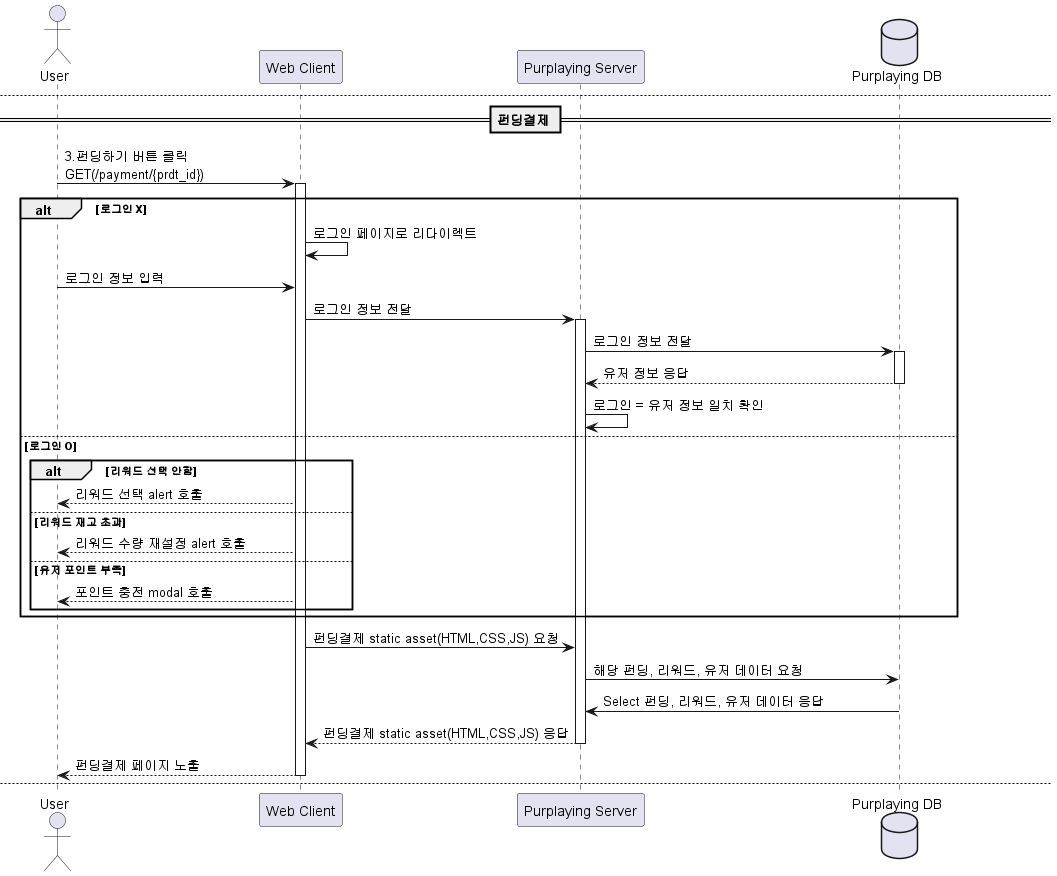 User
Web Client
Purplaying Server
Purplaying DB
펀딩결제
3.펀딩하기 버튼 클릭
GET(/payment/{prdt_id})
alt
[로그인 X]
로그인 페이지로 리다이렉트
로그인 정보 입력
로그인 정보 전달
로그인 정보 전달
유저 정보 응답
로그인 = 유저 정보 일치 확인
[로그인 O]
alt
[리워드 선택 안함]
리워드 선택 alert 호출
[리워드 재고 초과]
리워드 수량 재설정 alert 호출
[유저 포인트 부족]
포인트 충전 modal 호출
펀딩결제 static asset(HTML,CSS,JS) 요청
해당 펀딩, 리워드, 유저 데이터 요청
Select 펀딩, 리워드, 유저 데이터 응답
펀딩결제 static asset(HTML,CSS,JS) 응답
펀딩결제 페이지 노출
User
Web Client
Purplaying Server
Purplaying DB